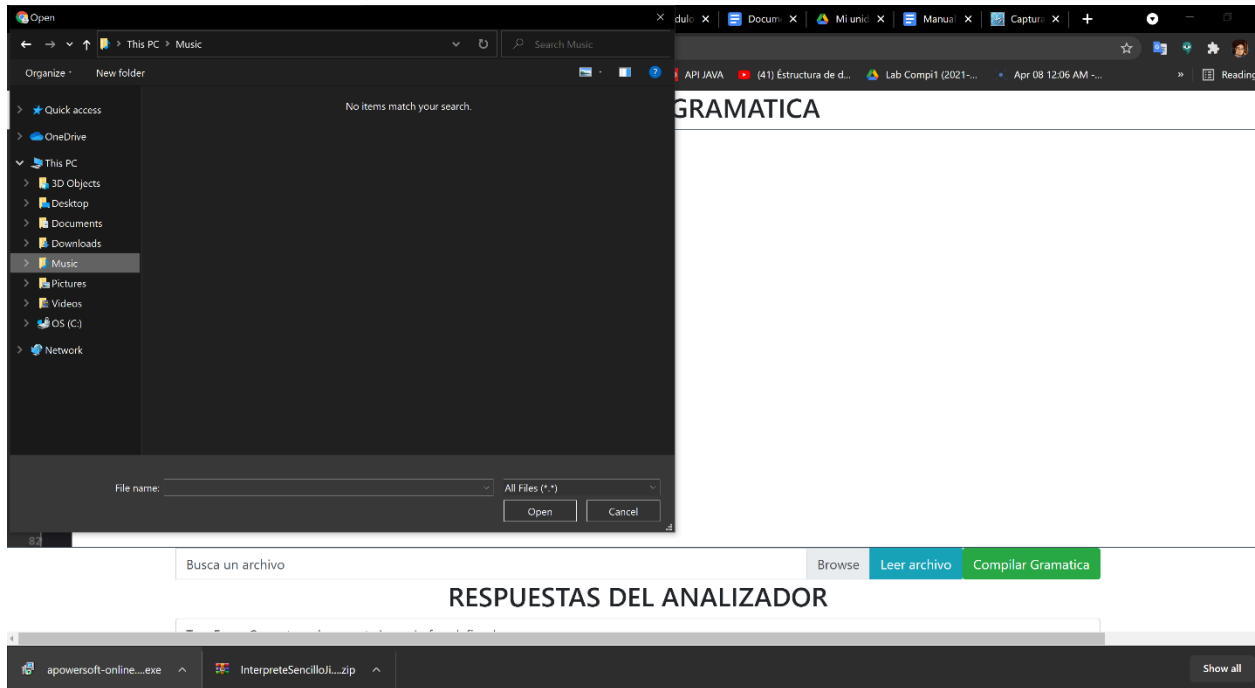 Open
dulo
Docum
Mi unid
Manual
Captura
This PC > Music
Search Music
Organize
New folder
API JAVA
(41) Éstructura de d...
Lab Compi1 (2021-...
Apr 08 12:06 AM -...
»
Reading
GRAMATICA
No items match your search.
Quick access
OneDrive
This PC
3D Objects
Desktop
Documents
Downloads
Music
Pictures
Videos
OS (C:)
Network
File name:
All Files (*.*)
Open
Cancel
82
Busca un archivo
Browse
Leer archivo
Compilar Gramatica
RESPUESTAS DEL ANALIZADOR
apowersoft-online....exe
InterpreteSencilloJi....zip
Show all